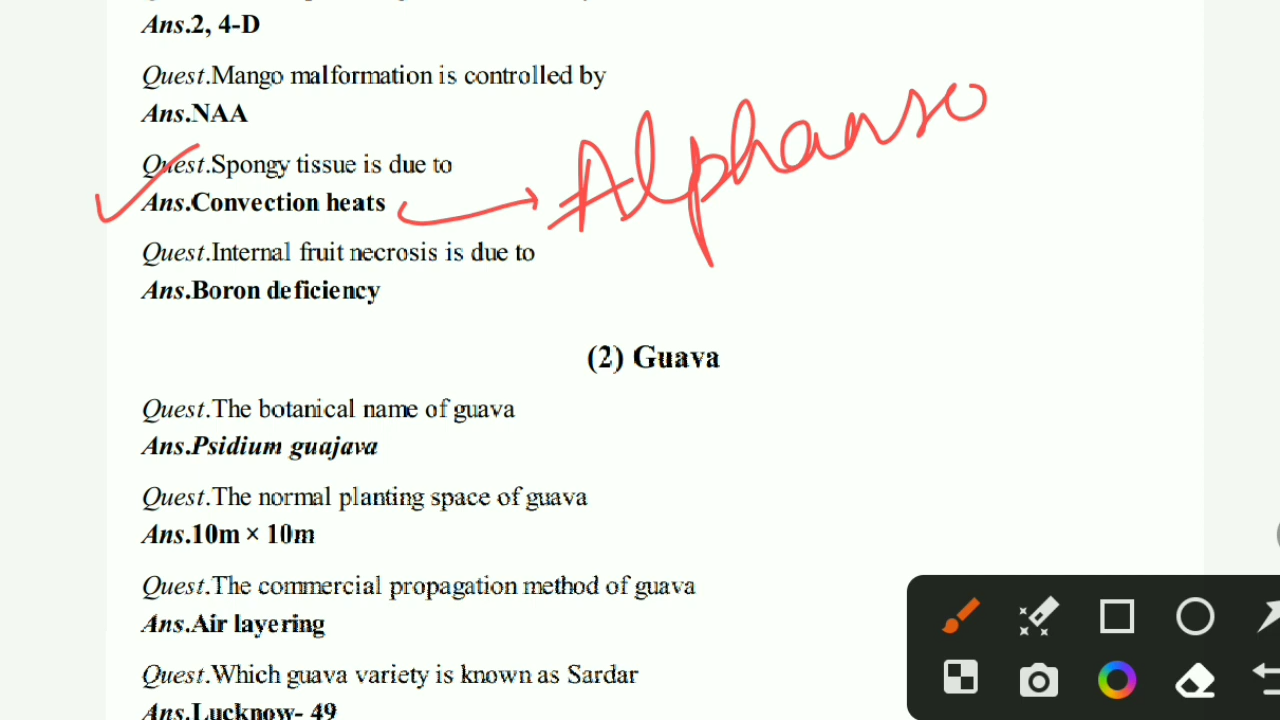 Ans.2, 4-D
Quest.Mango malformation is controlled by
Ans.NAA
Quest.Spongy tissue is due to
Ans.Convection heats
Alphanso
Quest.Internal fruit necrosis is due to
Ans.Boron deficiency
(2) Guava
Quest.The botanical name of guava
Ans.Psidium guajava
Quest.The normal planting space of guava
Ans.10m × 10m
Quest.The commercial propagation method of guava
Ans.Air layering
Quest.Which guava variety is known as Sardar
Ans.Lucknow- 49